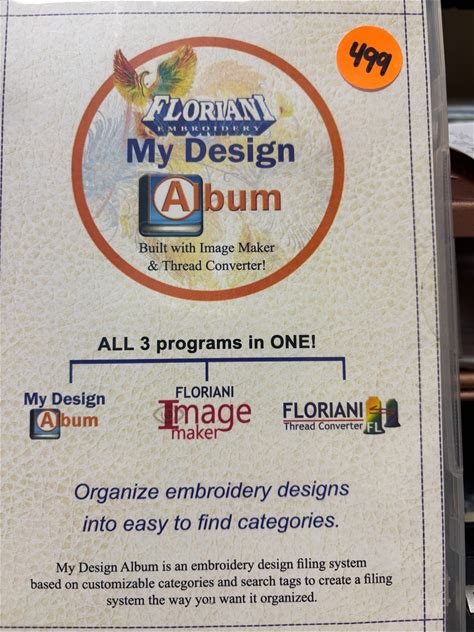 499
FLORIANI
EMBROIDERY
My Design
Album
Built with Image Maker
& Thread Converter!
ALL 3 programs in ONE!
My Design
Album
FLORIANI
Image
maker
FLORIANI
Thread Converter
FL
Organize embroidery designs
into easy to find categories.
My Design Album is an embroidery design filing system
based on customizable categories and search tags to create a filing
system the way you want it organized.